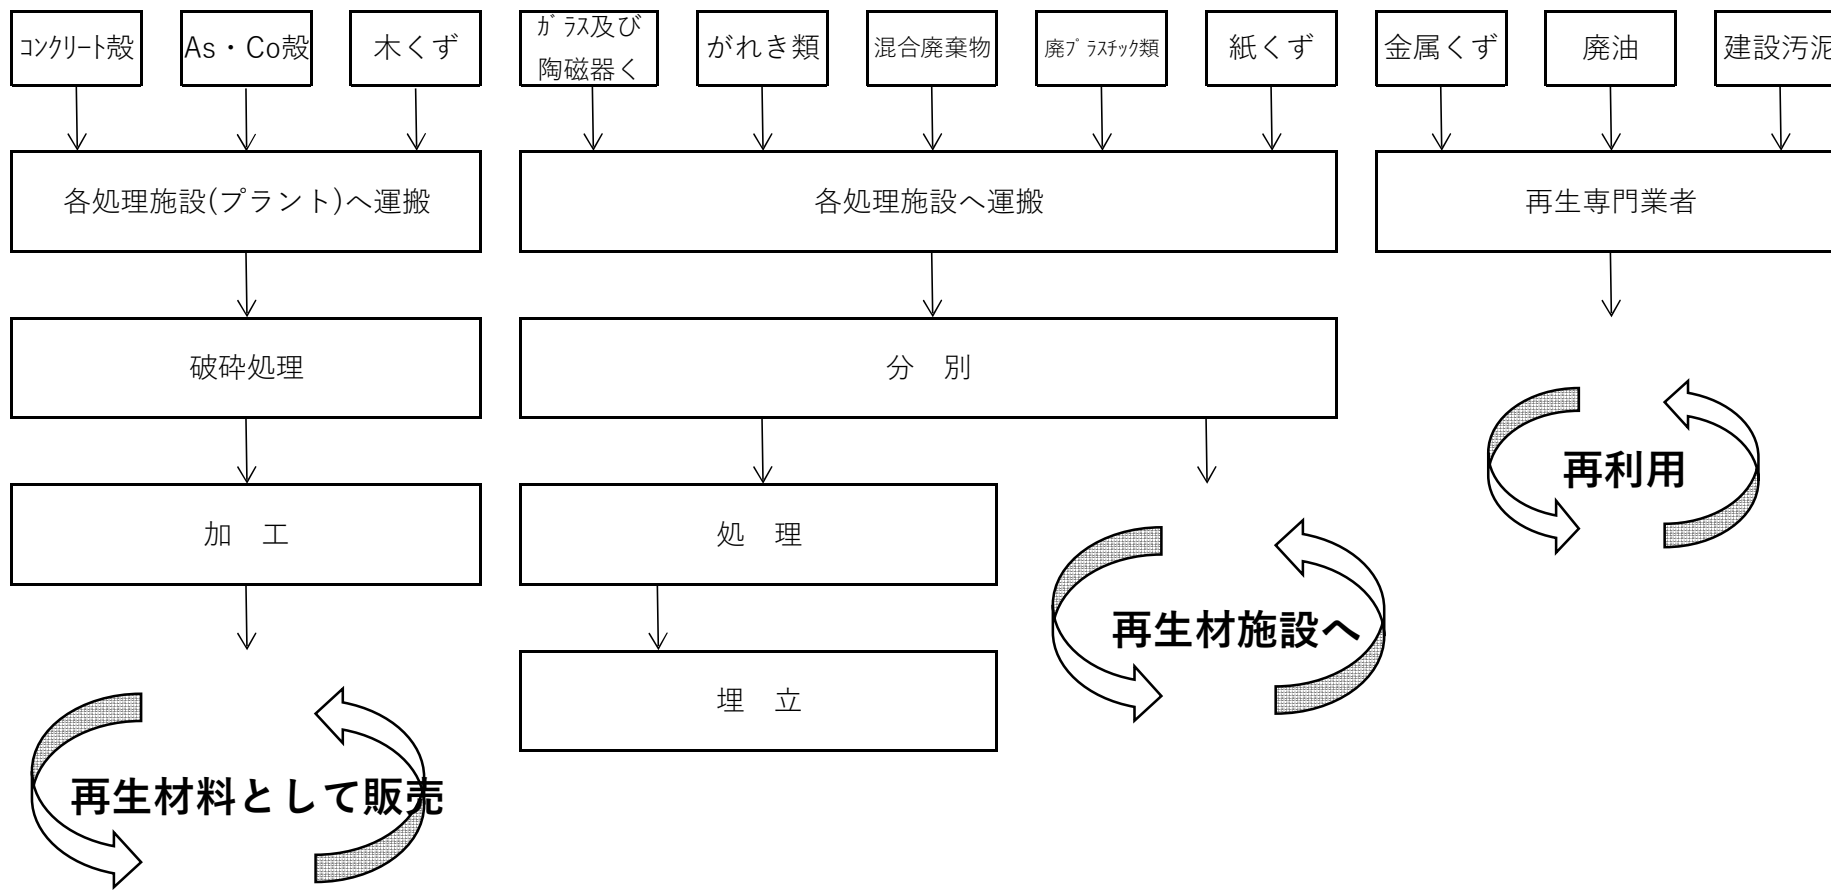 コンクリート殻
As・Co殻
木くず
ガラス及び
陶磁器く
がれき類
混合廃棄物
廃プラスチック類
紙くず
金属くず
廃油
建設汚泥
各処理施設(プラント)へ運搬
各処理施設へ運搬
再生専門業者
破砕処理
分　別
加　工
処　理
再利用
再生材施設へ
埋　立
再生材料として販売